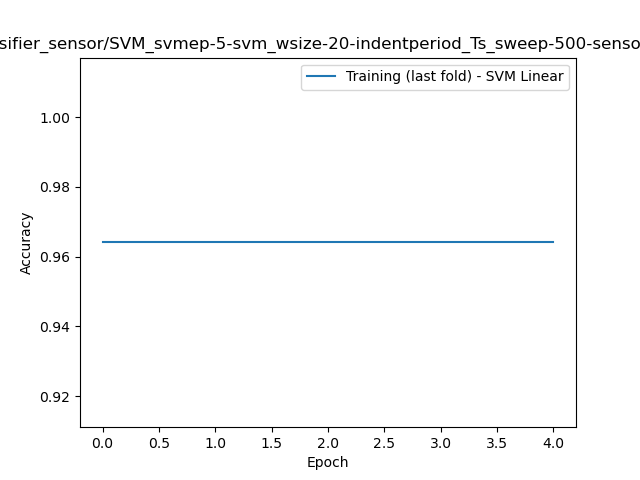 sifier_sensor/SVM_svmep-5-svm_wsize-20-indentperiod_Ts_sweep-500-senso
Training (last fold) - SVM Linear
1.00
0.98
0.96
0.94
0.92
Accuracy
0.0 0.5 1.0 1.5 2.0 2.5 3.0 3.5 4.0
Epoch